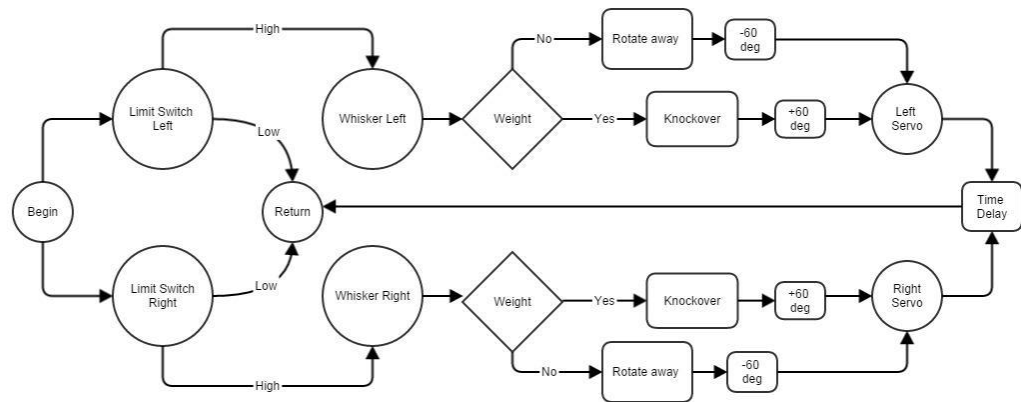 High
No
Rotate away
-60
deg
Limit Switch
Left
Low
Whisker Left
Weight
Yes
Knockover
+60
deg
Left
Servo
Begin
Return
Time
Delay
Limit Switch
Right
Low
Whisker Right
Weight
Yes
Knockover
+60
deg
Right
Servo
High
No
Rotate away
-60
deg